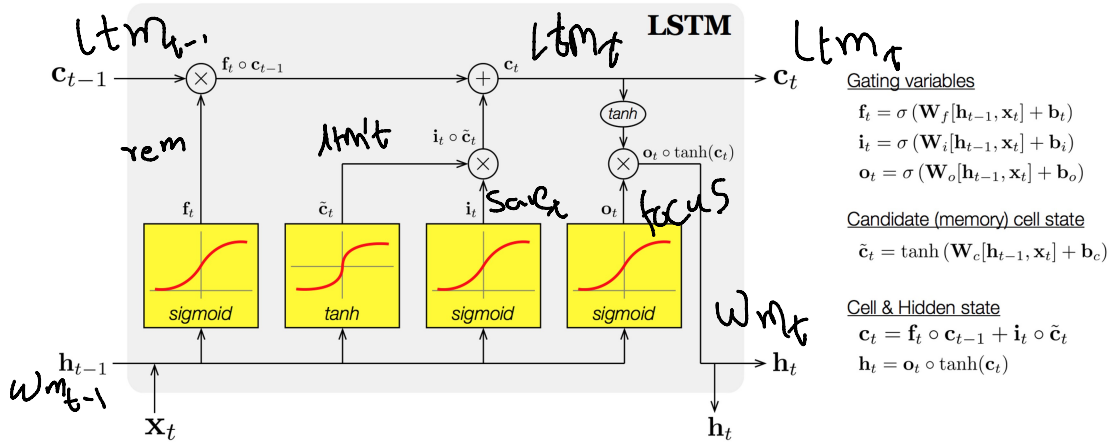 LSTM
ltm_{t-1}
ltm_t
ltm_t
c_{t-1}
f_t ∘ c_{t-1}
c_t
c_t
×
+
tanh
rem
ltm't
i_t ∘ c̃_t
×
×
o_t ∘ tanh(c_t)
f_t
c̃_t
i_t
save_t
o_t
focus
sigmoid
tanh
sigmoid
sigmoid
wm_t
h_{t-1}
h_t
wm_{t-1}
x_t
h_t
Gating variables
f_t = σ (W_f[h_{t-1}, x_t] + b_t)
i_t = σ (W_i[h_{t-1}, x_t] + b_i)
o_t = σ (W_o[h_{t-1}, x_t] + b_o)
Candidate (memory) cell state
c̃_t = tanh (W_c[h_{t-1}, x_t] + b_c)
Cell & Hidden state
c_t = f_t ∘ c_{t-1} + i_t ∘ c̃_t
h_t = o_t ∘ tanh(c_t)